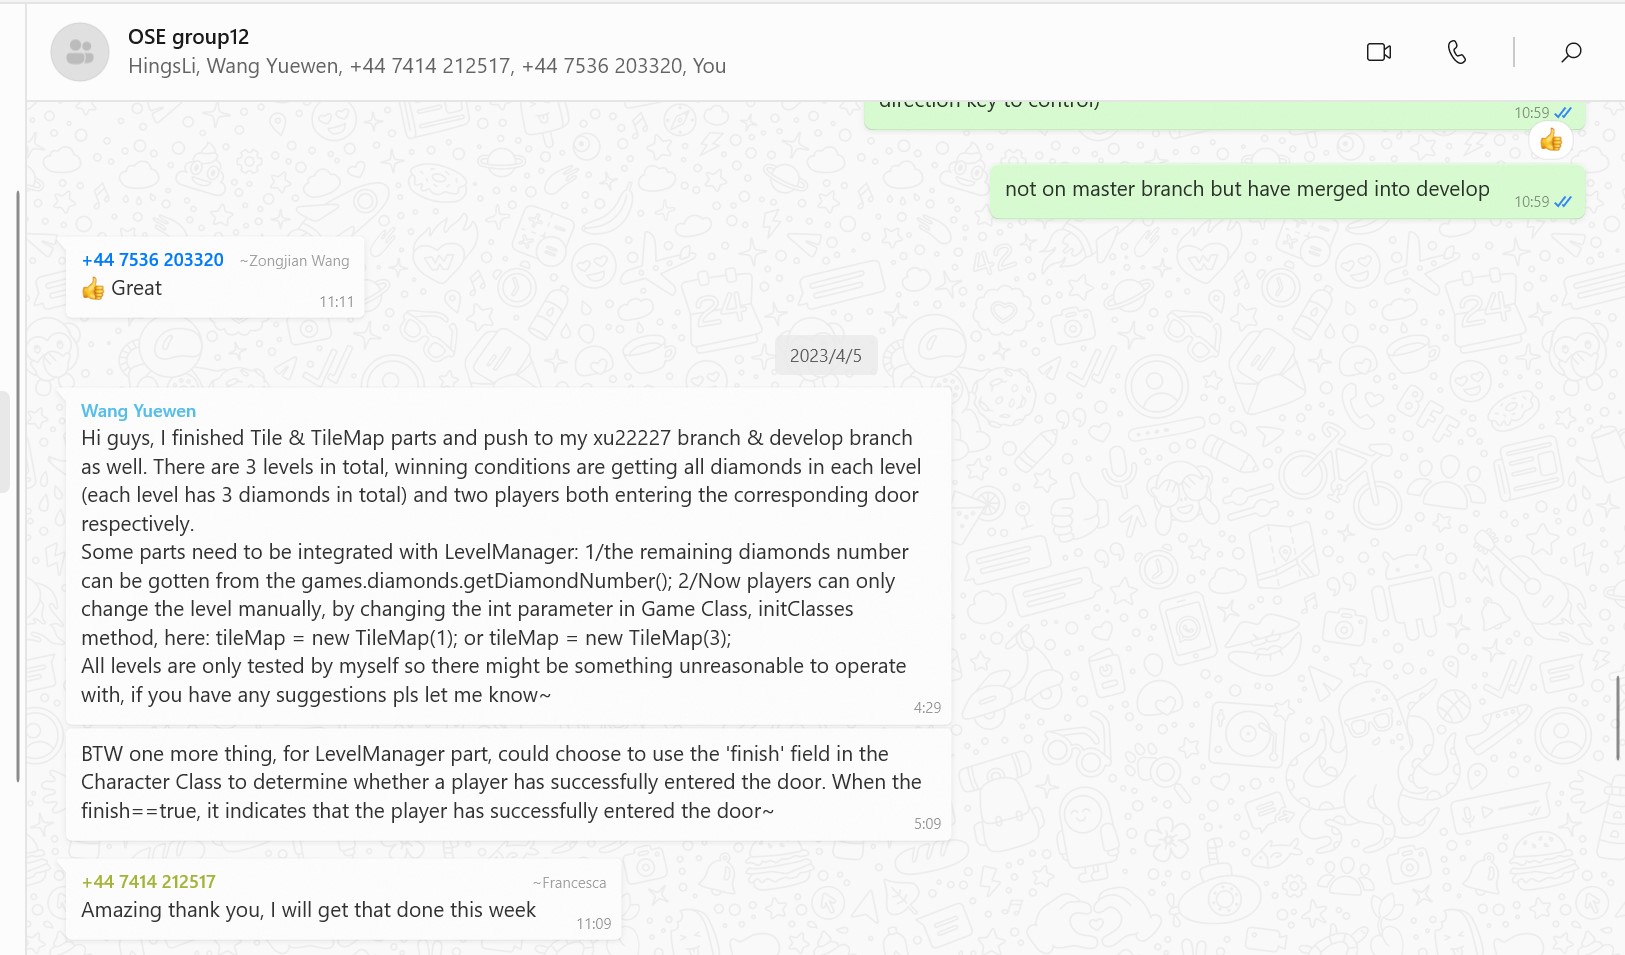 OSE group12
HingsLi, Wang Yuewen, +44 7414 212517, +44 7536 203320, You
direction key to control)
10:59
👍
not on master branch but have merged into develop
10:59
+44 7536 203320 ~Zongjian Wang
👍 Great
11:11
2023/4/5
Wang Yuewen
Hi guys, I finished Tile & TileMap parts and push to my xu22227 branch & develop branch
as well. There are 3 levels in total, winning conditions are getting all diamonds in each level
(each level has 3 diamonds in total) and two players both entering the corresponding door
respectively.
Some parts need to be integrated with LevelManager: 1/the remaining diamonds number
can be gotten from the games.diamonds.getDiamondNumber(); 2/Now players can only
change the level manually, by changing the int parameter in Game Class, initClasses
method, here: tileMap = new TileMap(1); or tileMap = new TileMap(3);
All levels are only tested by myself so there might be something unreasonable to operate
with, if you have any suggestions pls let me know~
4:29
BTW one more thing, for LevelManager part, could choose to use the 'finish' field in the
Character Class to determine whether a player has successfully entered the door. When the
finish==true, it indicates that the player has successfully entered the door~
5:09
+44 7414 212517 ~Francesca
Amazing thank you, I will get that done this week
11:09